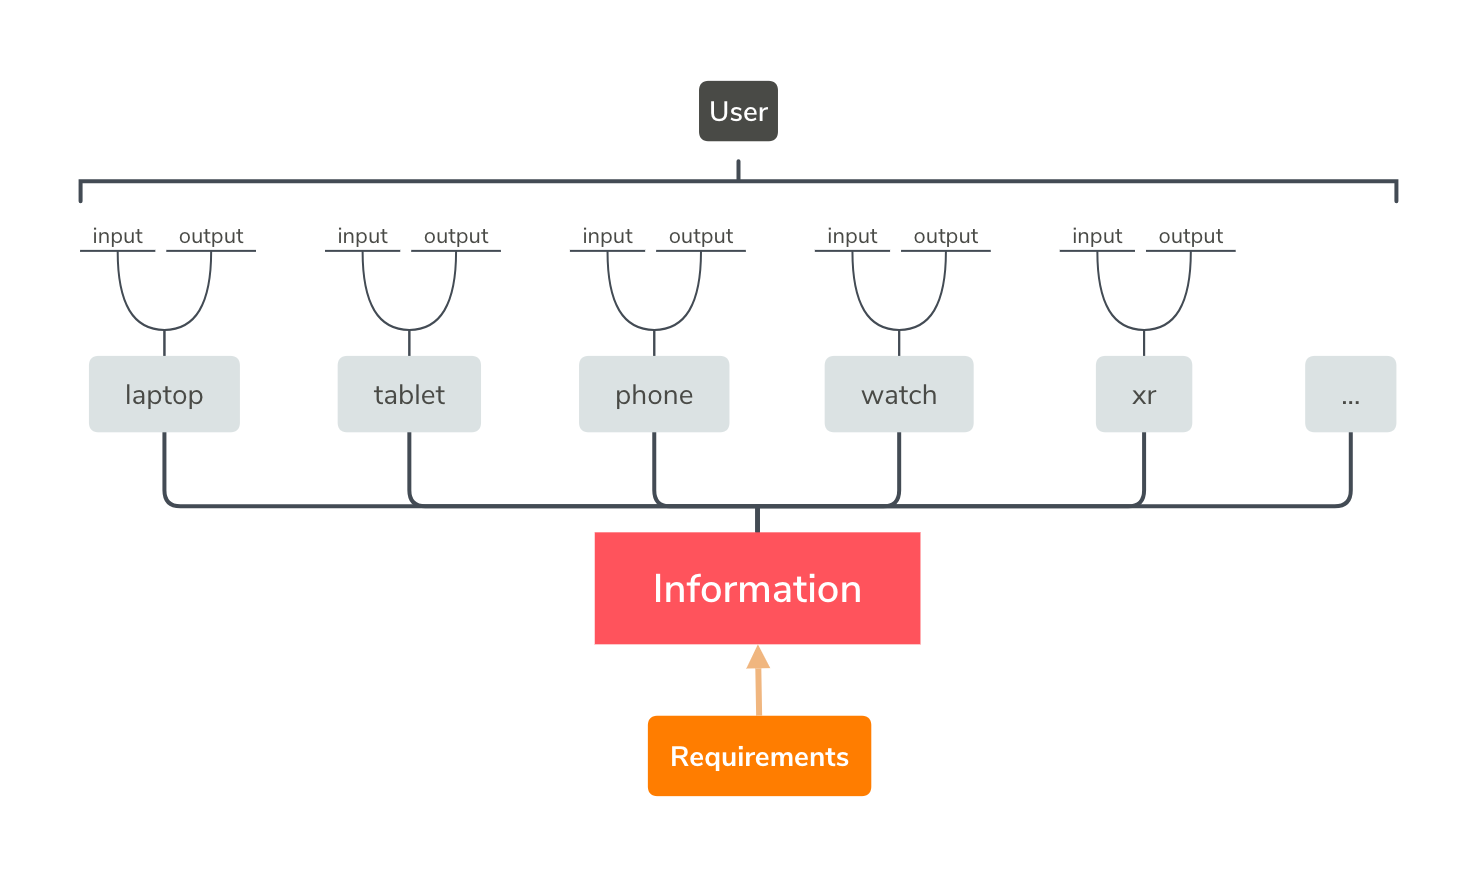 User
input output input output input output input output input output
laptop tablet phone watch xr ...
Information
Requirements